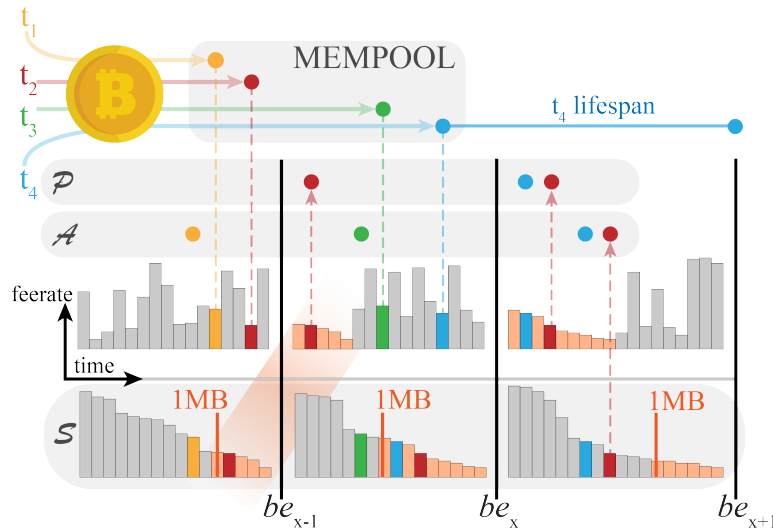 t₁
t₂
t₃
t₄
MEMPOOL
t₄ lifespan
𝒫
𝒜
feerate
time
𝒮
1MB
1MB
1MB
beₓ₋₁
beₓ
beₓ₊₁